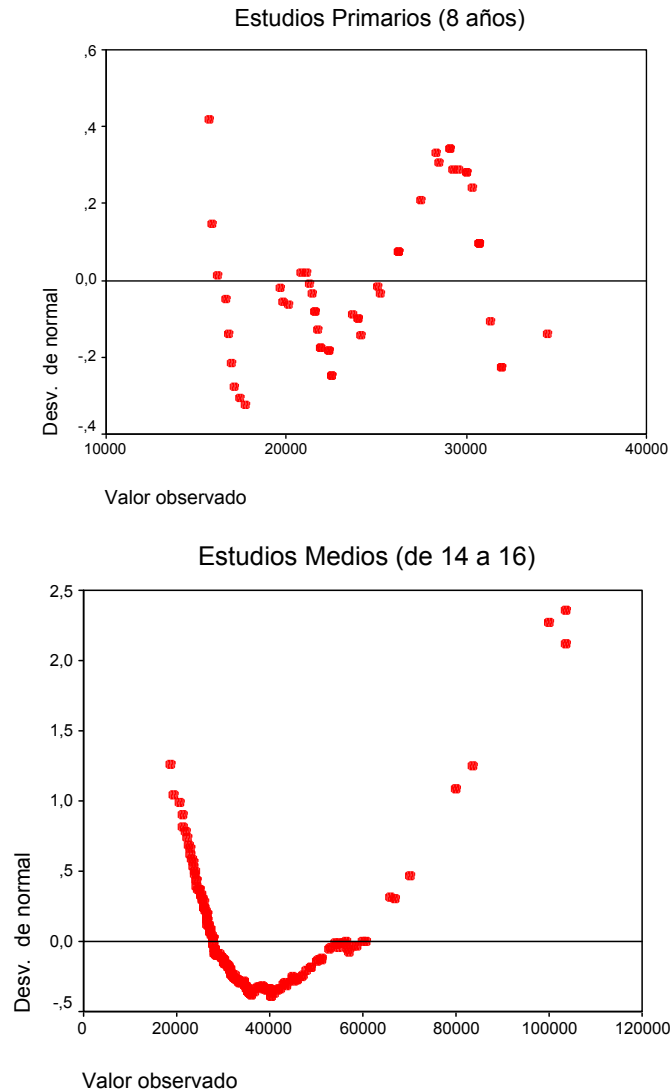 Estudios Primarios (8 años)
,6
,4
,2
0,0
-,2
-,4
Desv. de normal
10000 20000 30000 40000
Valor observado
Estudios Medios (de 14 a 16)
2,5
2,0
1,5
1,0
,5
0,0
-,5
Desv. de normal
0 20000 40000 60000 80000 100000 120000
Valor observado